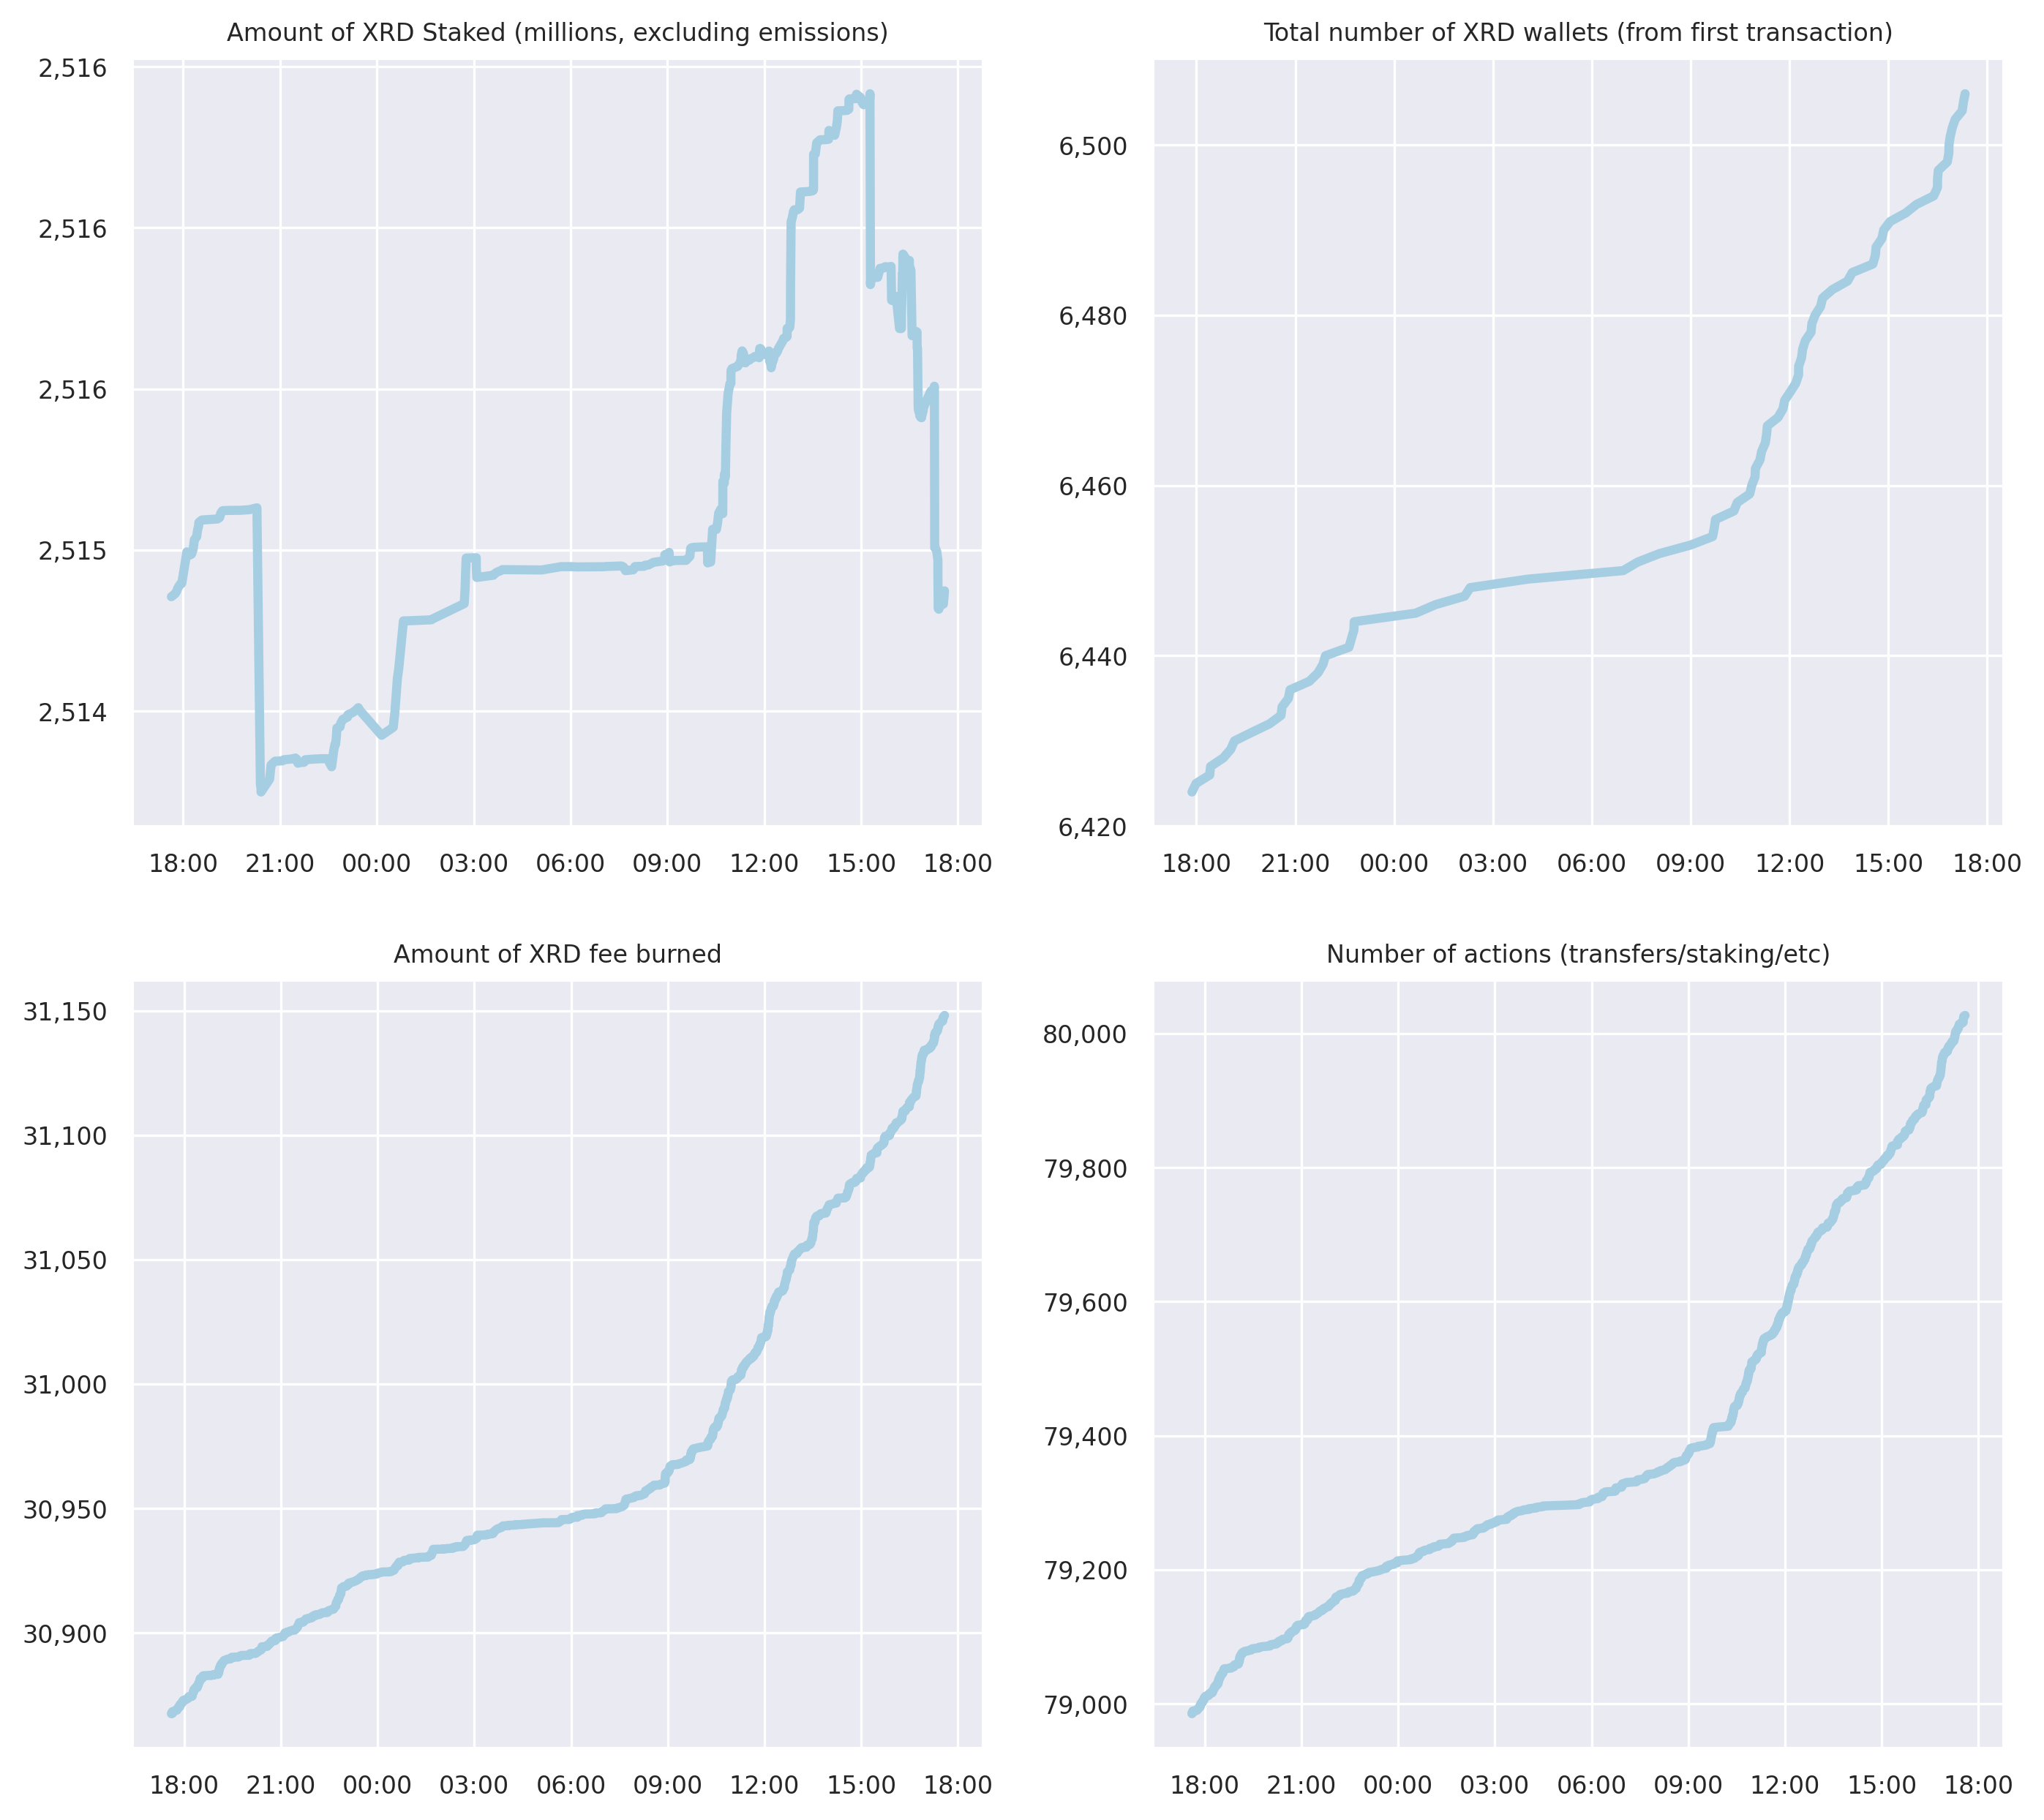 Amount of XRD Staked (millions, excluding emissions)
2,516
2,516
2,516
2,515
2,514
18:00 21:00 00:00 03:00 06:00 09:00 12:00 15:00 18:00
Total number of XRD wallets (from first transaction)
6,500
6,480
6,460
6,440
6,420
18:00 21:00 00:00 03:00 06:00 09:00 12:00 15:00 18:00
Amount of XRD fee burned
31,150
31,100
31,050
31,000
30,950
30,900
18:00 21:00 00:00 03:00 06:00 09:00 12:00 15:00 18:00
Number of actions (transfers/staking/etc)
80,000
79,800
79,600
79,400
79,200
79,000
18:00 21:00 00:00 03:00 06:00 09:00 12:00 15:00 18:00